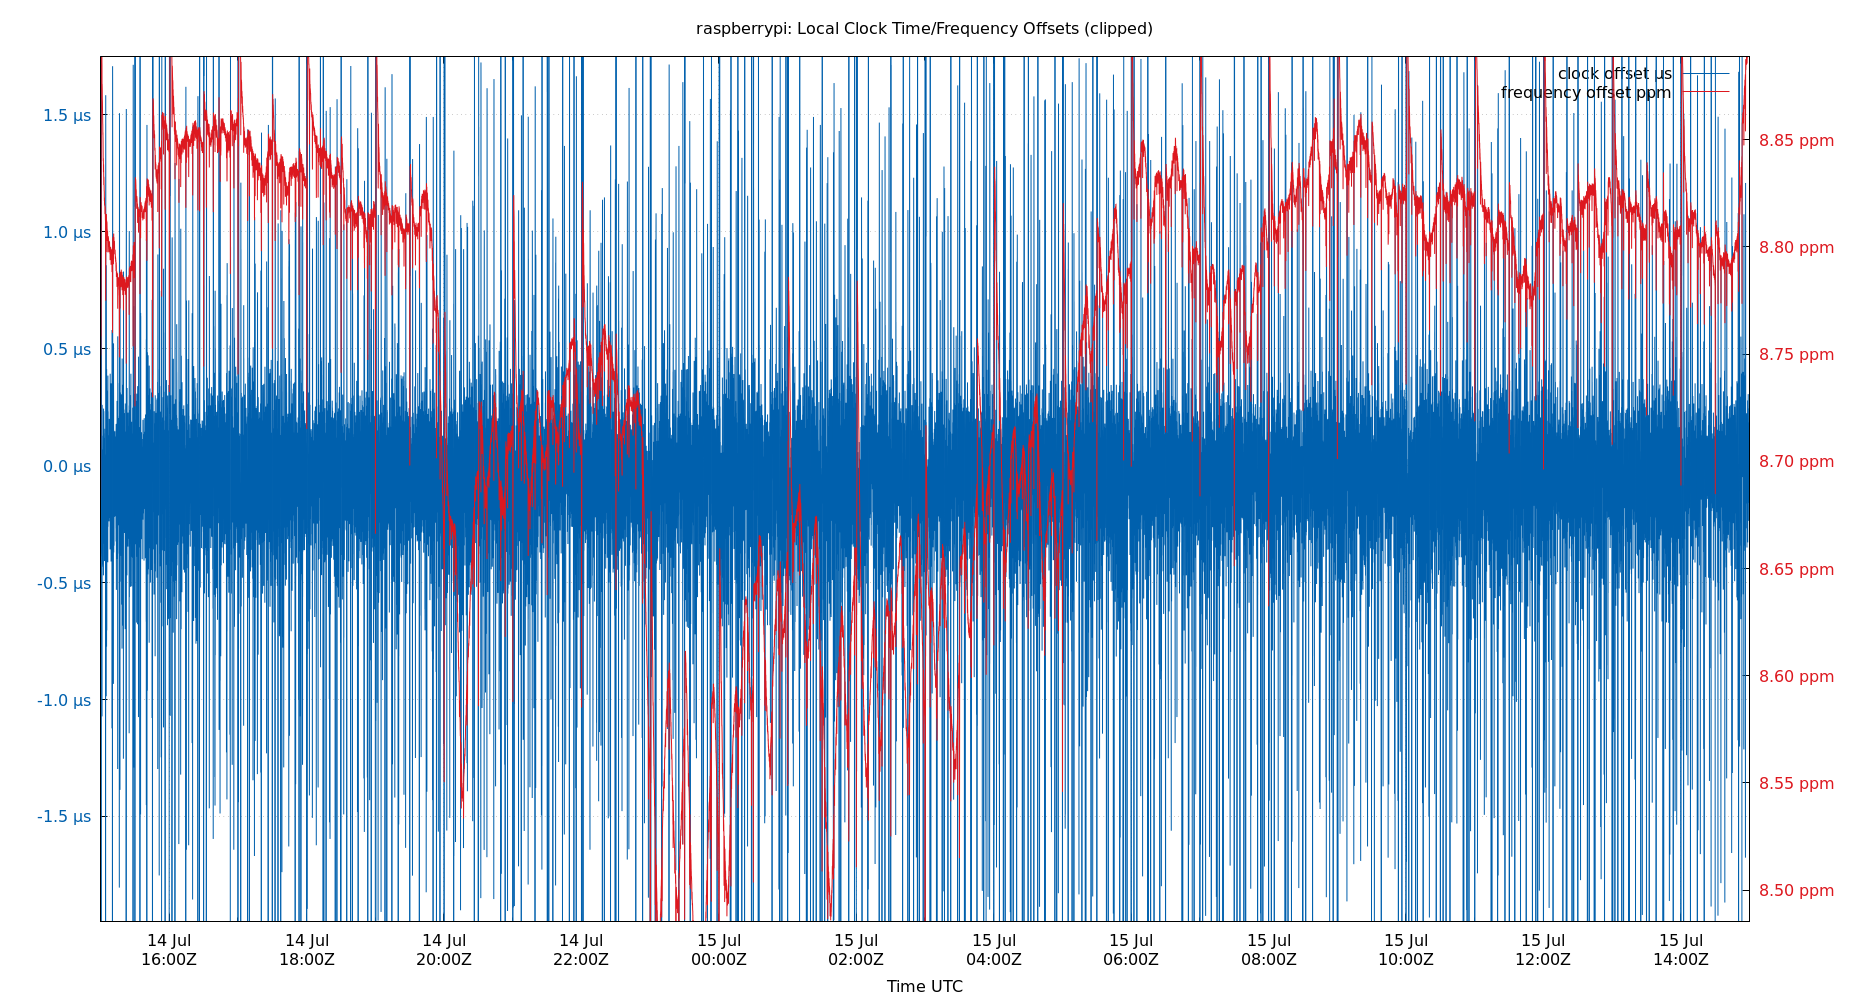 raspberrypi: Local Clock Time/Frequency Offsets (clipped)
clock offset µs
frequency offset ppm
1.5 µs
1.0 µs
0.5 µs
0.0 µs
-0.5 µs
-1.0 µs
-1.5 µs
8.85 ppm
8.80 ppm
8.75 ppm
8.70 ppm
8.65 ppm
8.60 ppm
8.55 ppm
8.50 ppm
14 Jul 14 Jul 14 Jul 14 Jul 15 Jul 15 Jul 15 Jul 15 Jul 15 Jul 15 Jul 15 Jul 15 Jul
16:00Z 18:00Z 20:00Z 22:00Z 00:00Z 02:00Z 04:00Z 06:00Z 08:00Z 10:00Z 12:00Z 14:00Z
Time UTC